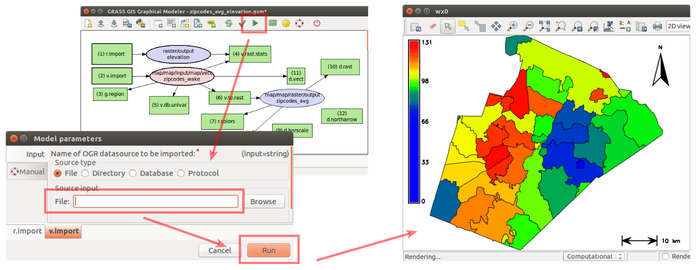 GRASS GIS Graphical Modeler - zipcodes_avg_elevation.gxm*
(1) r.import
raster/output
elevation
(4) v.rast.stats
(2) v.import
map/map/input/map/vect
zipcodes_wake
(11)
d.vect
(10) d.rast
(3) g.region
(5) v.db.univar
(6) v.to.rast
map/map/raster/output
zipcodes_avg
(7) r.colors
(12)
d.northarrow
(9) d.barscale
Model parameters
Input
Name of OGR datasource to be imported:*
(input=string)
Source type
File
Directory
Database
Protocol
Manual
Source input
File:
Browse
r.import
v.import
Cancel
Run
wx0
2D view
131
98
66
33
0
10 km
Rendering...
Computational
Rende